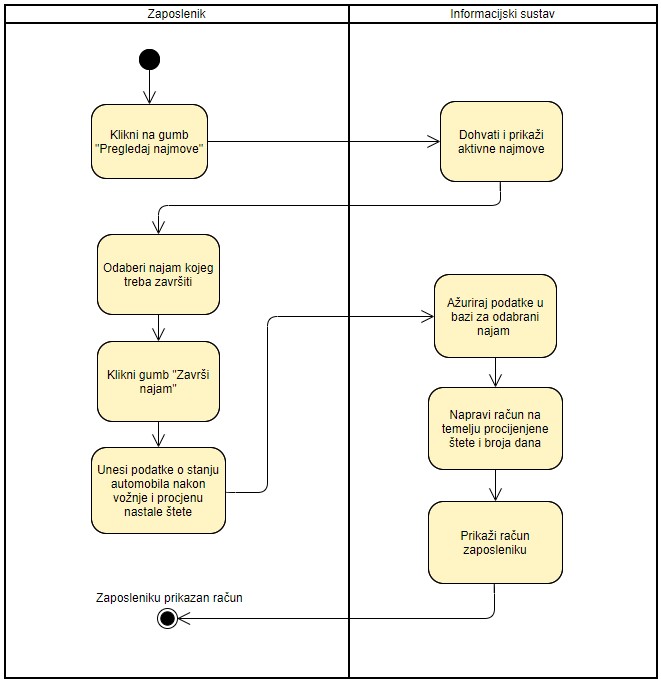 Zaposlenik
Informacijski sustav
Klikni na gumb
"Pregledaj najmove"
Dohvati i prikaži
aktivne najmove
Odaberi najam kojeg
treba završiti
Klikni gumb "Završi
najam"
Unesi podatke o stanju
automobila nakon
vožnje i procjenu
nastale štete
Ažuriraj podatke u
bazi za odabrani
najam
Napravi račun na
temelju procijenjene
štete i broja dana
Prikaži račun
zaposleniku
Zaposleniku prikazan račun